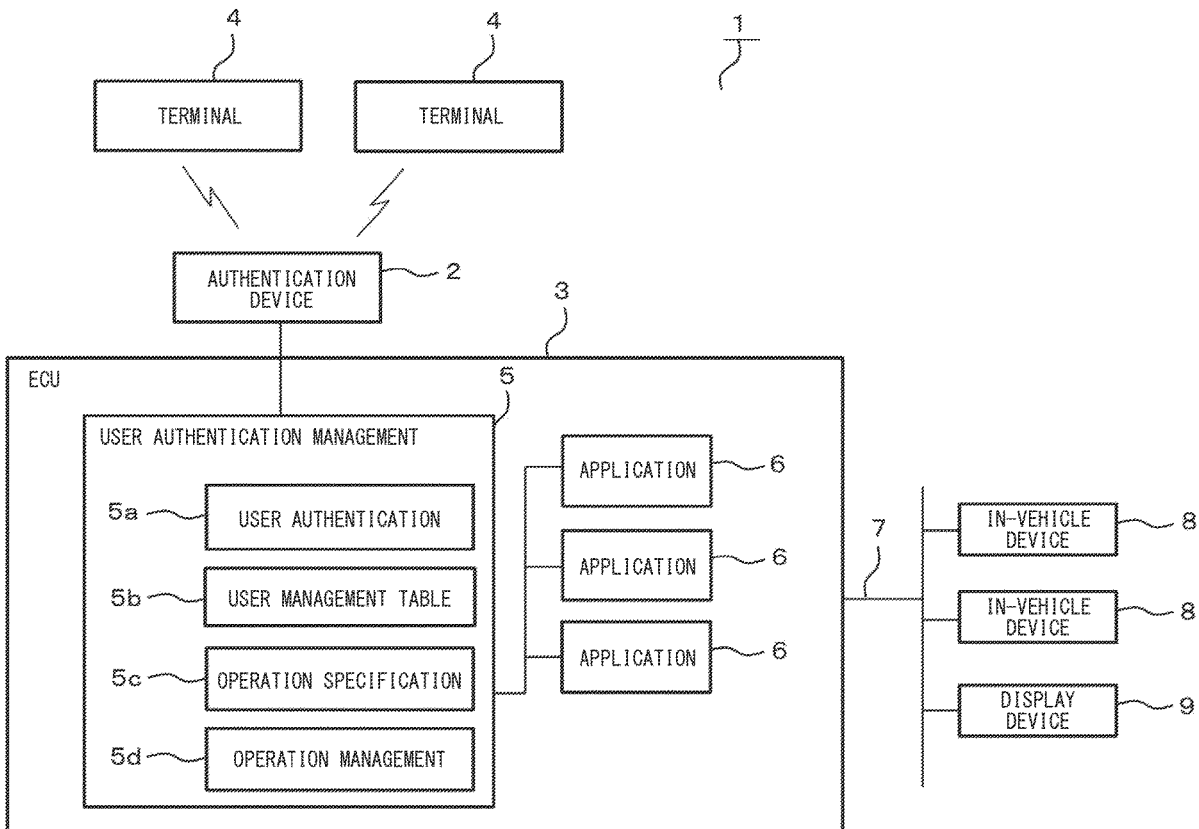 4
4
1
TERMINAL
TERMINAL
AUTHENTICATION
DEVICE
2
3
ECU
5
USER AUTHENTICATION MANAGEMENT
5a
USER AUTHENTICATION
5b
USER MANAGEMENT TABLE
5c
OPERATION SPECIFICATION
5d
OPERATION MANAGEMENT
APPLICATION
6
APPLICATION
6
APPLICATION
6
7
IN-VEHICLE
DEVICE
8
IN-VEHICLE
DEVICE
8
DISPLAY
DEVICE
9